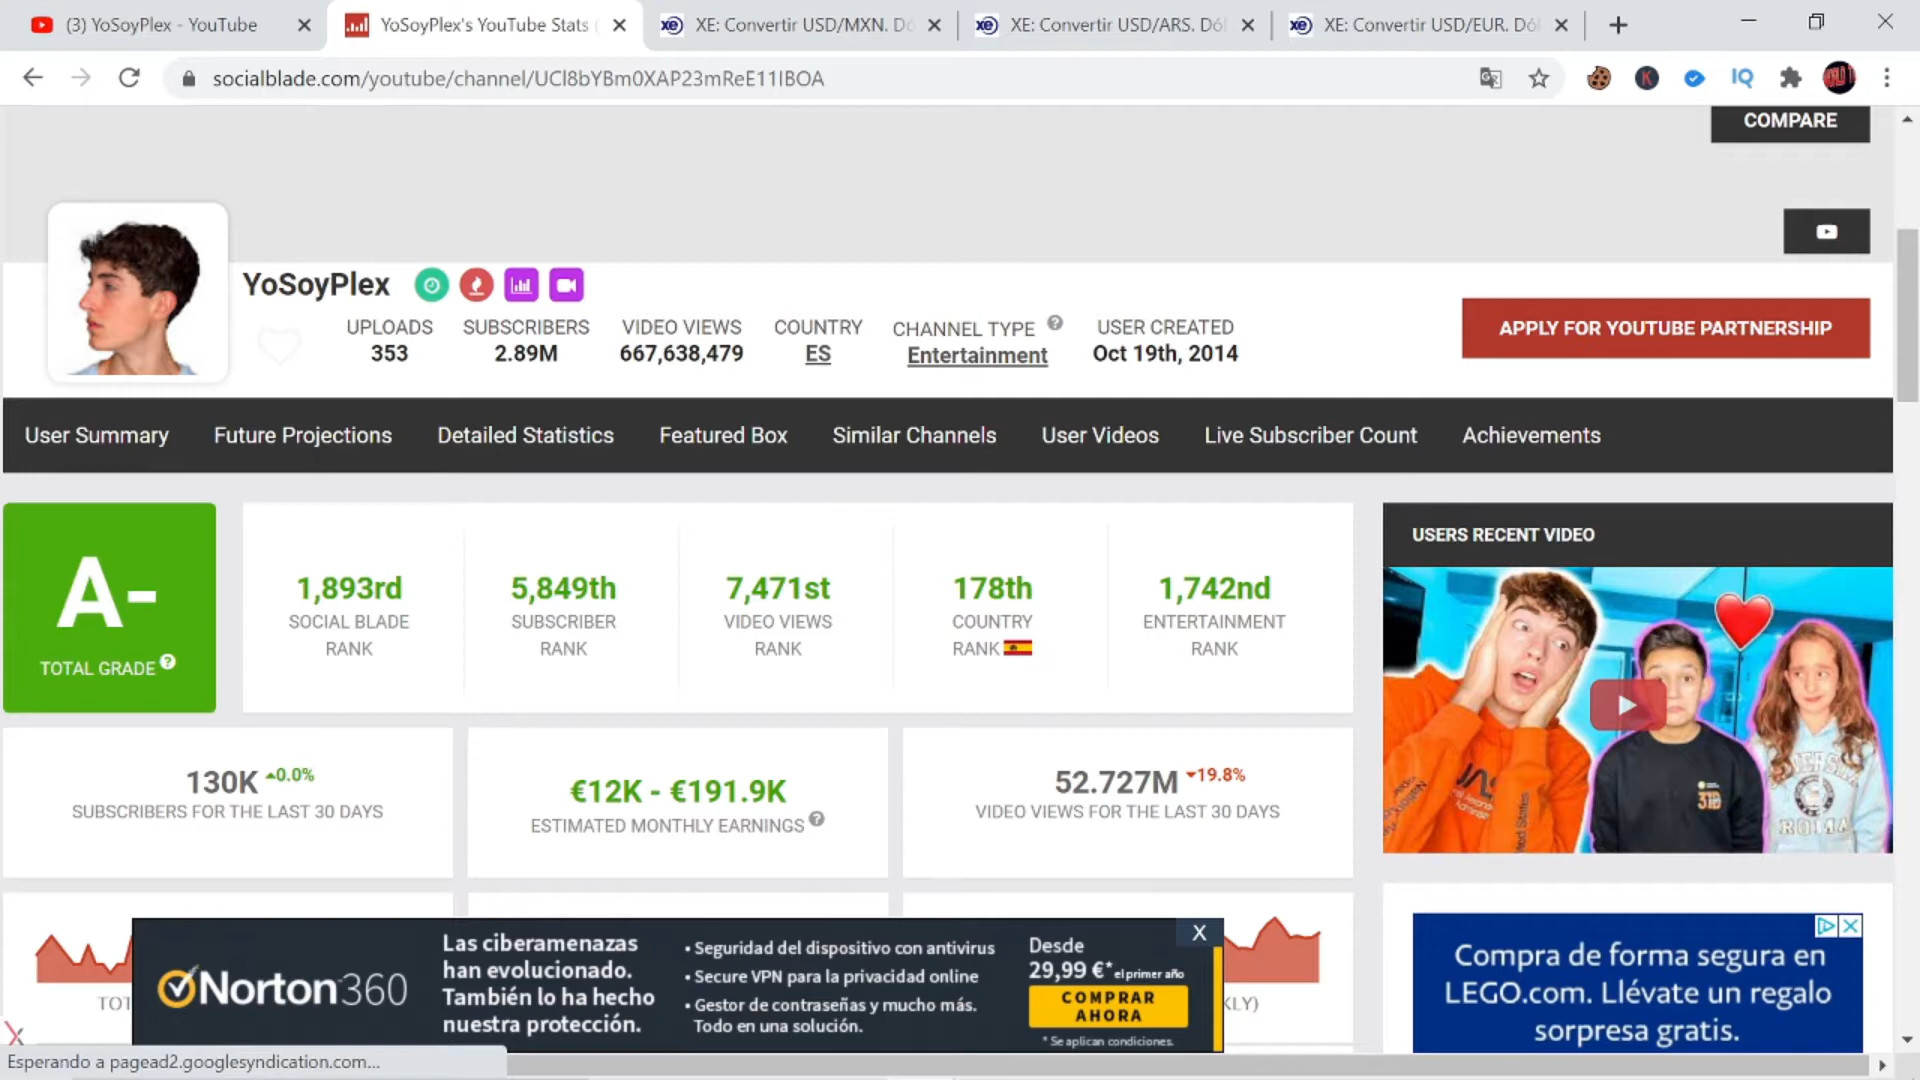 (3) YoSoyPlex - YouTube
YoSoyPlex's YouTube Stats (
XE: Convertir USD/MXN. Dó
XE: Convertir USD/ARS. Dól
XE: Convertir USD/EUR. Dól
socialblade.com/youtube/channel/UCl8bYBm0XAP23mReE11IBOA
COMPARE
YoSoyPlex
UPLOADS
353
SUBSCRIBERS
2.89M
VIDEO VIEWS
667,638,479
COUNTRY
ES
CHANNEL TYPE
Entertainment
USER CREATED
Oct 19th, 2014
APPLY FOR YOUTUBE PARTNERSHIP
User Summary
Future Projections
Detailed Statistics
Featured Box
Similar Channels
User Videos
Live Subscriber Count
Achievements
A-
TOTAL GRADE
1,893rd
SOCIAL BLADE
RANK
5,849th
SUBSCRIBER
RANK
7,471st
VIDEO VIEWS
RANK
178th
COUNTRY
RANK
1,742nd
ENTERTAINMENT
RANK
USERS RECENT VIDEO
130K 0.0%
SUBSCRIBERS FOR THE LAST 30 DAYS
€12K - €191.9K
ESTIMATED MONTHLY EARNINGS
52.727M 19.8%
VIDEO VIEWS FOR THE LAST 30 DAYS
TOT
KLY)
Norton 360
Las ciberamenazas
han evolucionado.
También lo ha hecho
nuestra protección.
• Seguridad del dispositivo con antivirus
• Secure VPN para la privacidad online
• Gestor de contraseñas y mucho más.
Todo en una solución.
Desde
29,99 €* el primer año
COMPRAR
AHORA
* Se aplican condiciones.
X
Compra de forma segura en
LEGO.com. Llévate un regalo
sorpresa gratis.
Esperando a pagead2.googlesyndication.com...